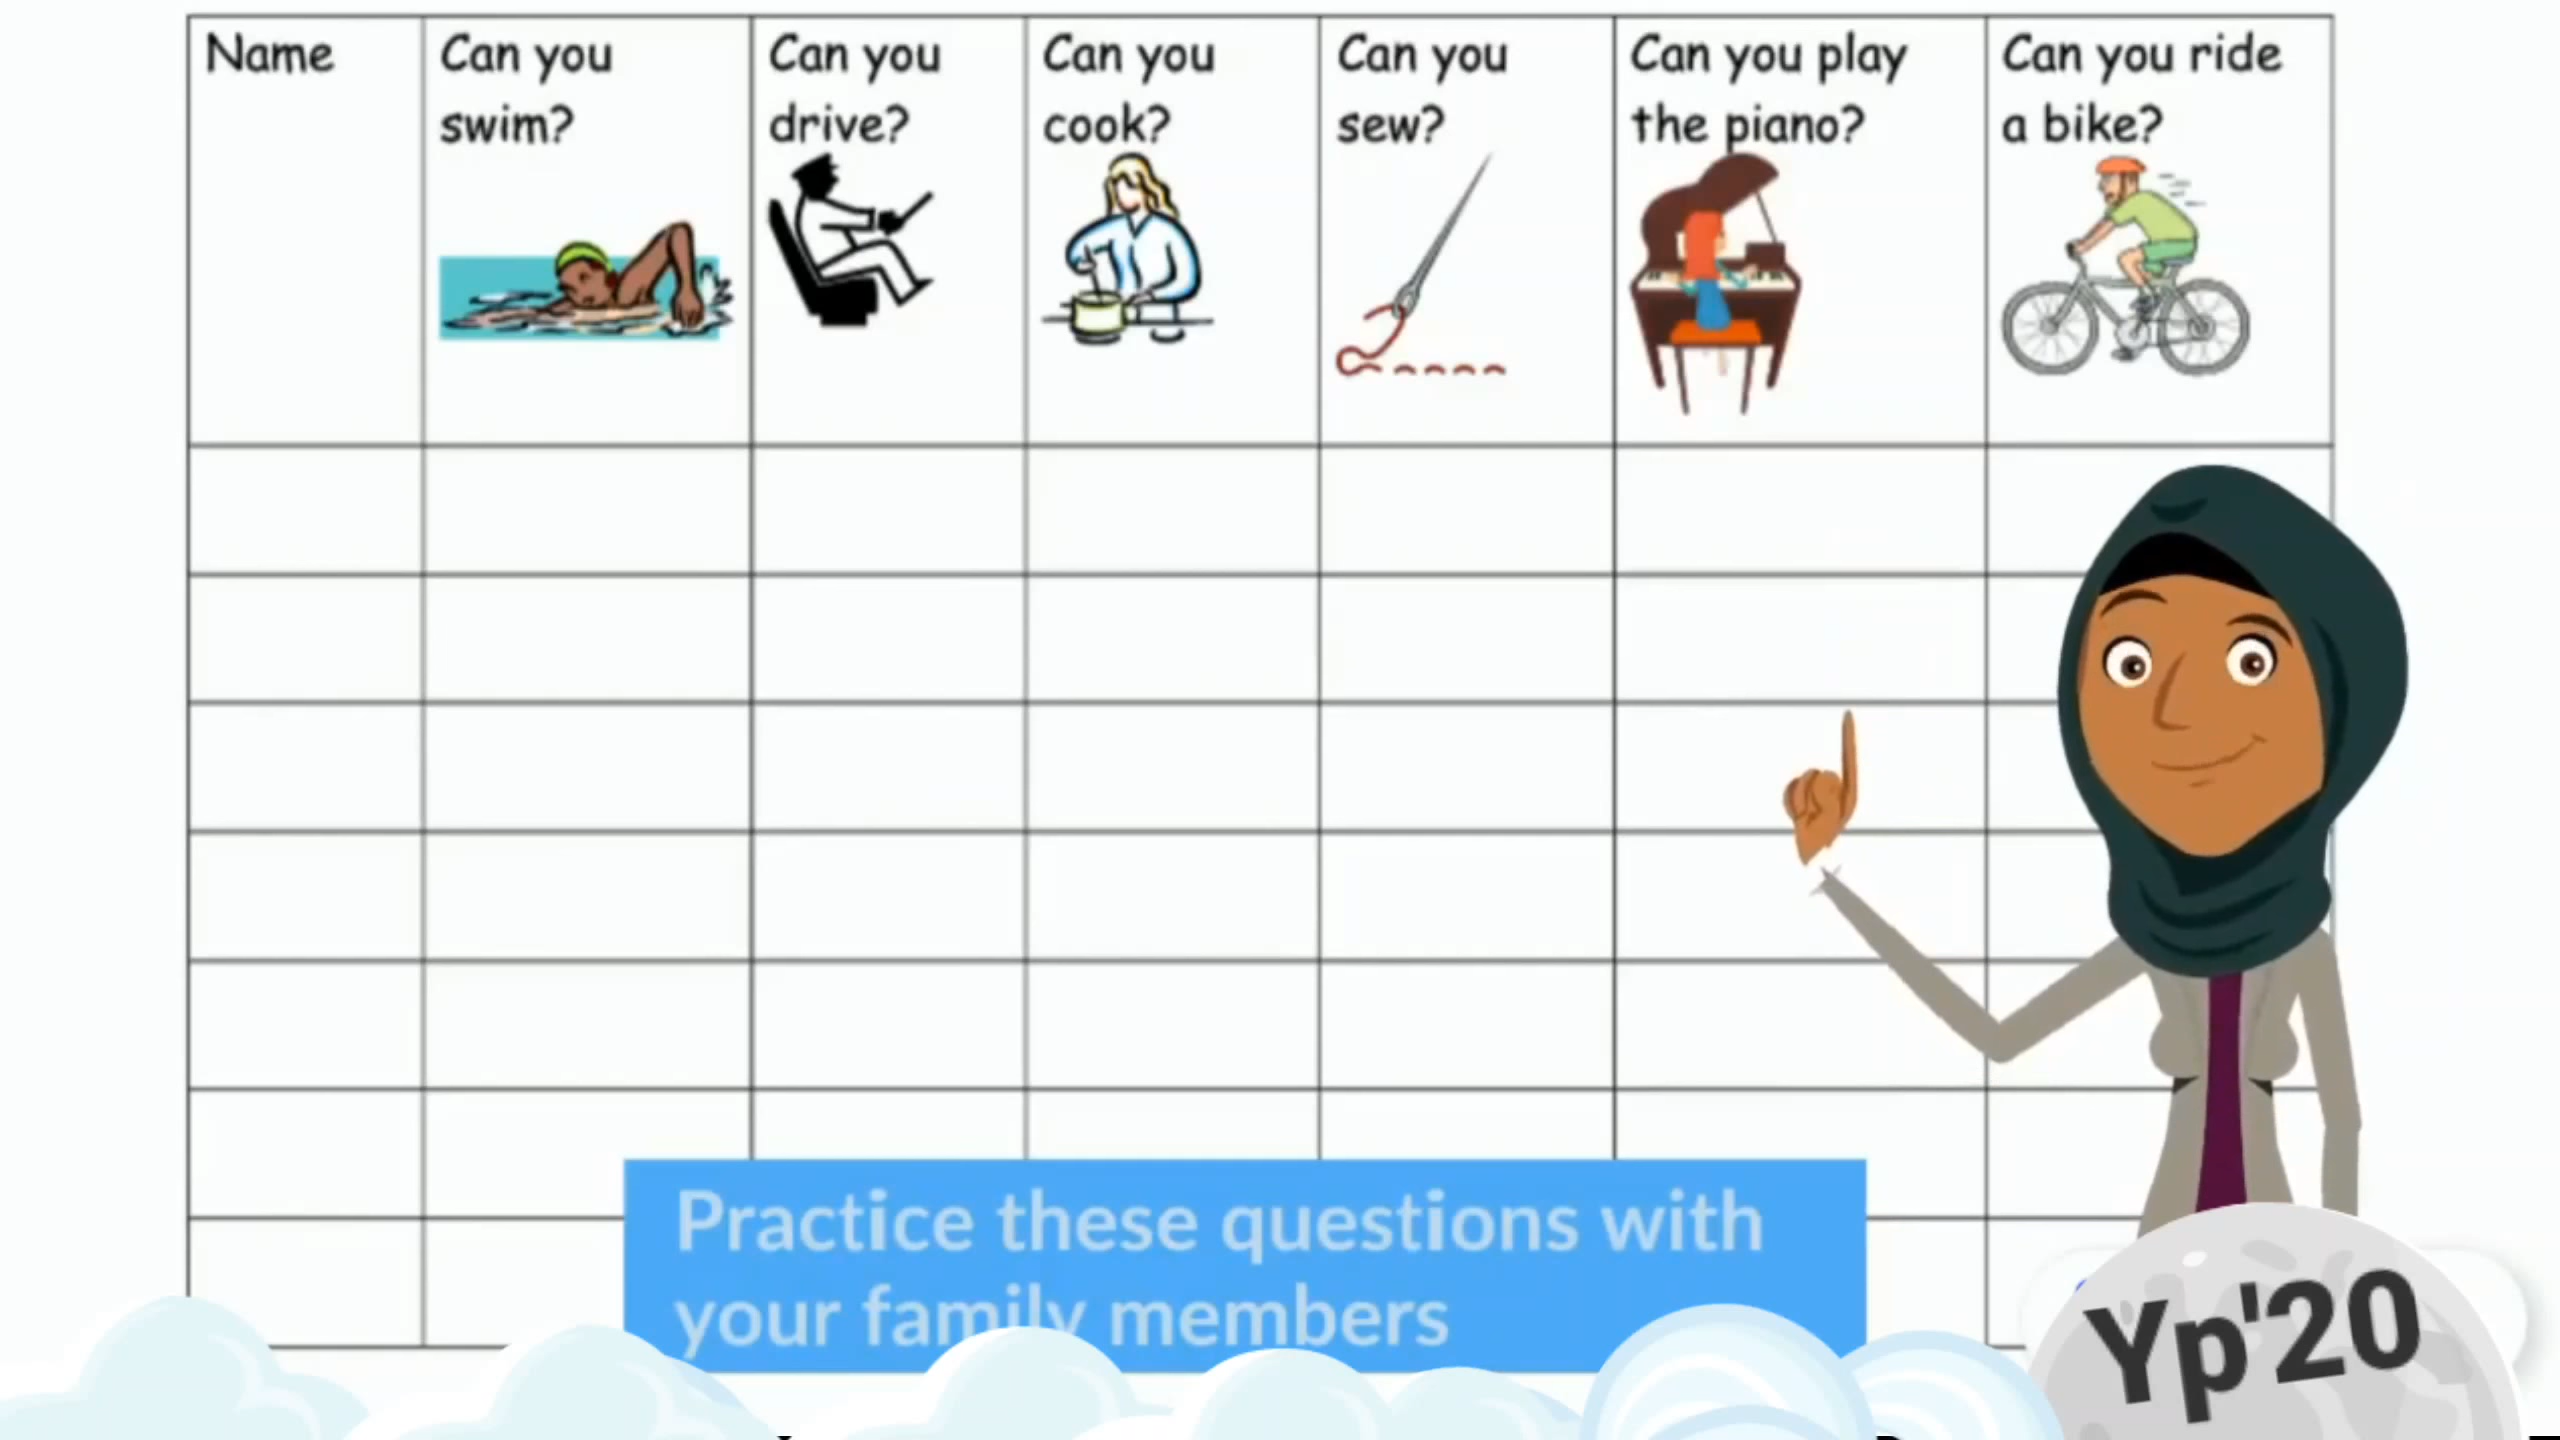 Name
Can you
swim?
Can you
drive?
Can you
cook?
Can you
sew?
Can you play
the piano?
Can you ride
a bike?
Practice these questions with
your family members
Yp'20